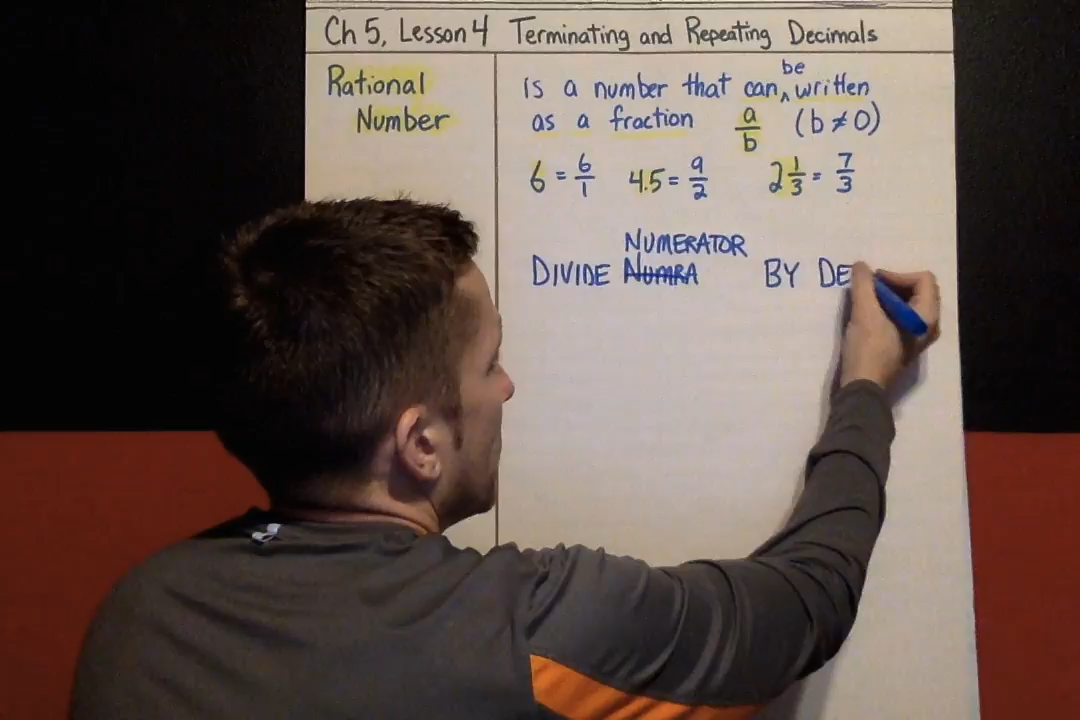 Ch 5, Lesson 4 Terminating and Repeating Decimals
Rational
Number
is a number that can be written
as a fraction a/b (b ≠ 0)
6 = 6/1 4.5 = 9/2 2 1/3 = 7/3
NUMERATOR
DIVIDE NUMRA BY DE